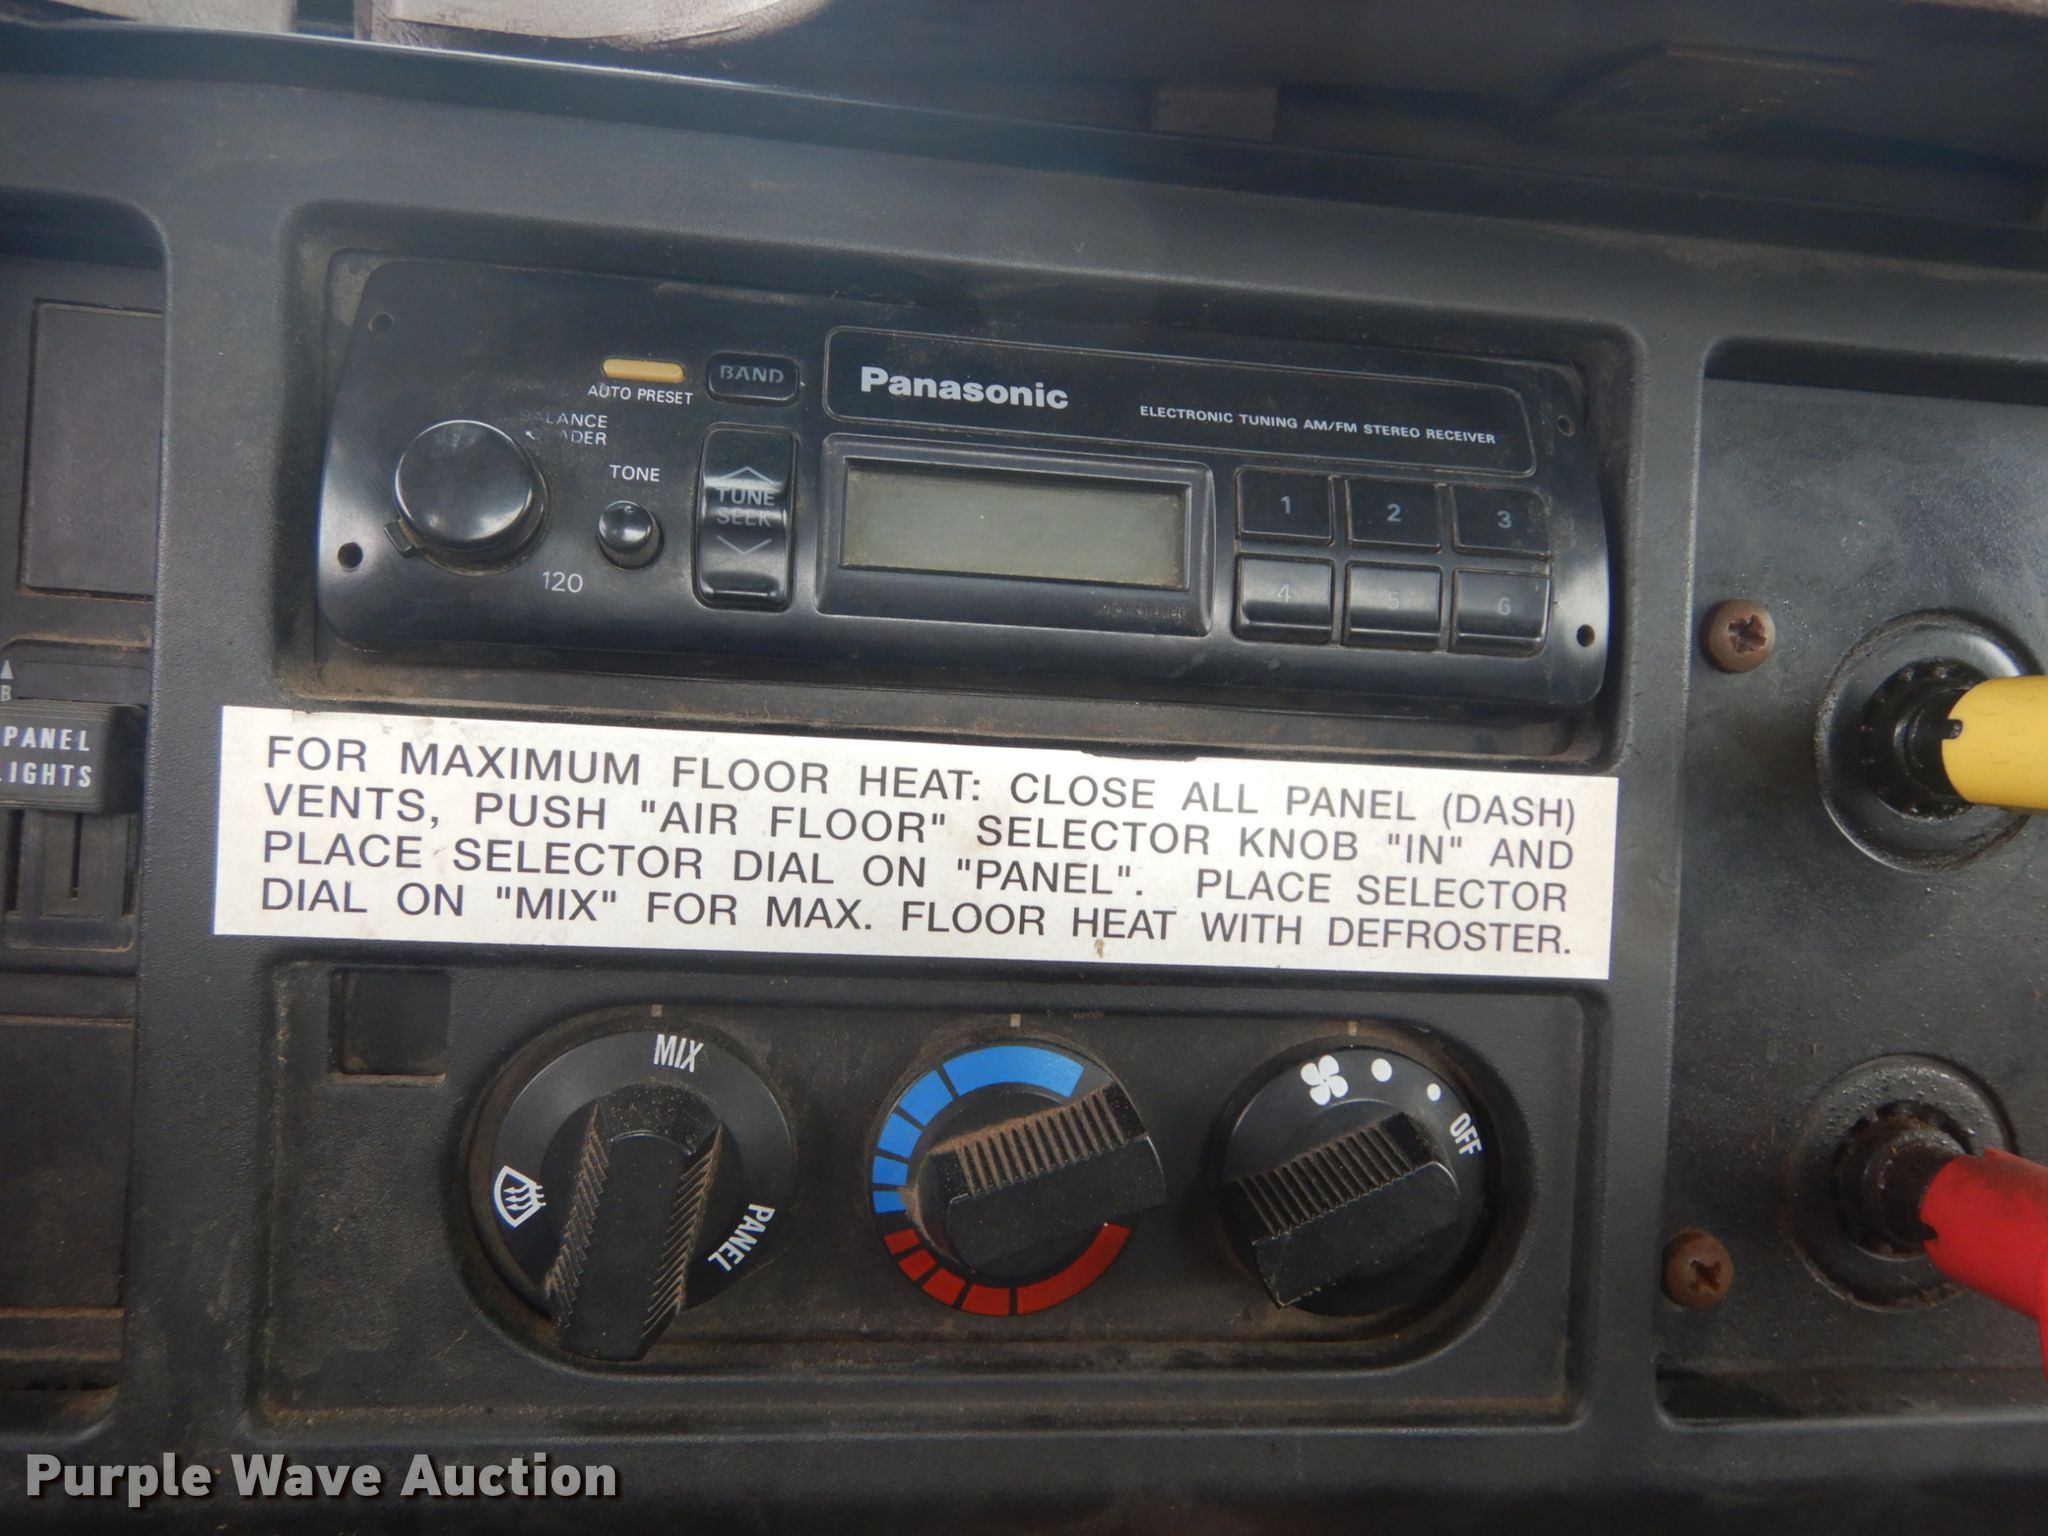 Panasonic
ELECTRONIC TUNING AM/FM STEREO RECEIVER
BAND
AUTO PRESET
BALANCE
TONE
TUNE
SEEK
120
1
2
3
4
5
6
B
PANEL
LIGHTS
FOR MAXIMUM FLOOR HEAT: CLOSE ALL PANEL (DASH)
VENTS, PUSH "AIR FLOOR" SELECTOR KNOB "IN" AND
PLACE SELECTOR DIAL ON "PANEL". PLACE SELECTOR
DIAL ON "MIX" FOR MAX. FLOOR HEAT WITH DEFROSTER.
MIX
PANEL
OFF
Purple Wave Auction